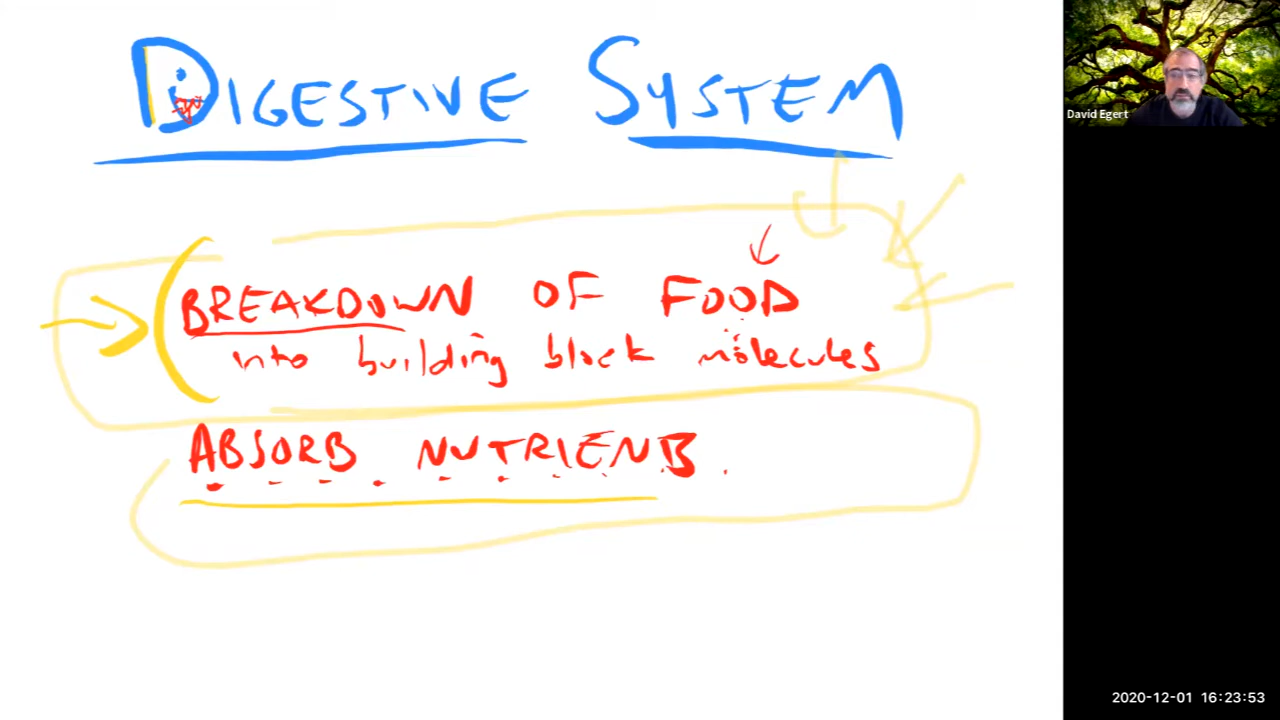 DIGESTIVE SYSTEM
BREAKDOWN OF FOOD
into building block molecules
ABSORB NUTRIENTS
David Egert
2020-12-01 16:23:53